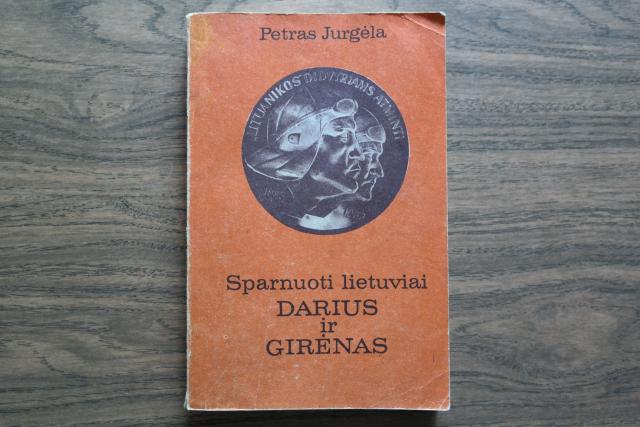 Petras Jurgėla
LITUANIKOS DIDVYRIAMS ATMINTI
Sparnuoti lietuviai
DARIUS
ir
GIRĖNAS